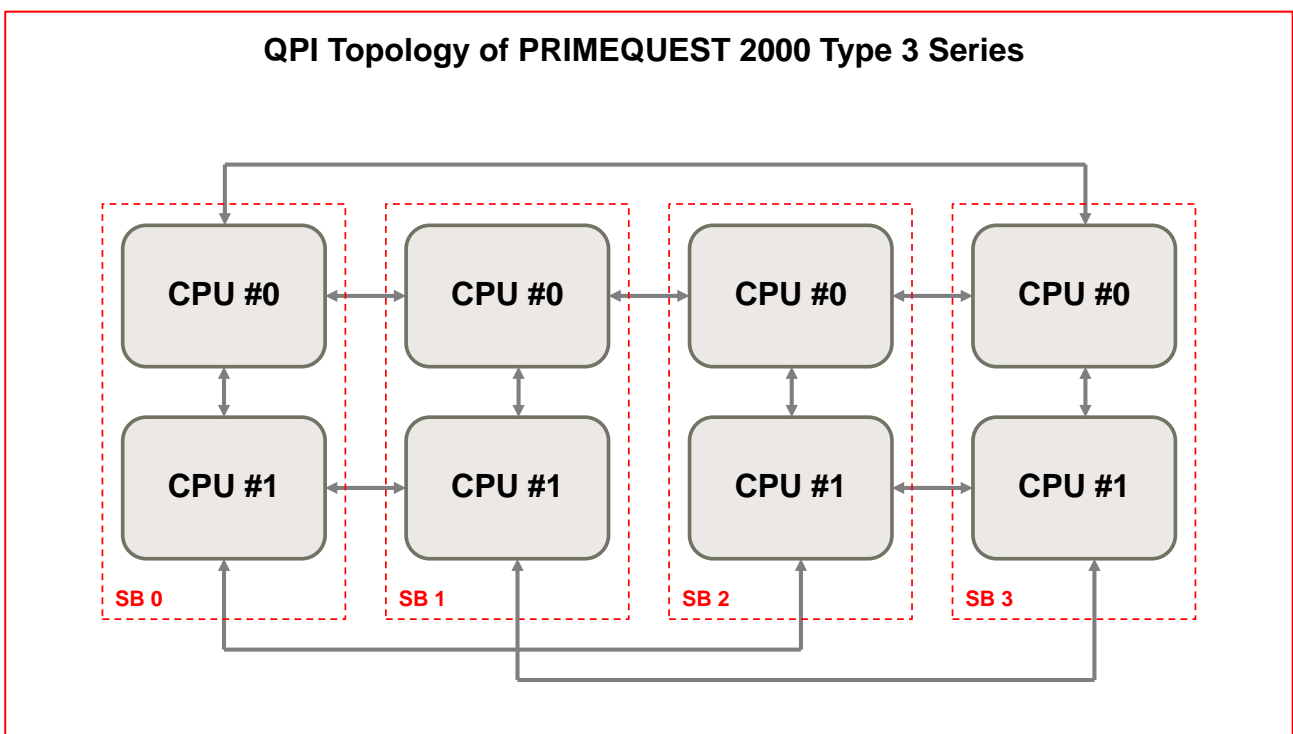 QPI Topology of PRIMEQUEST 2000 Type 3 Series
CPU #0
CPU #0
CPU #0
CPU #0
CPU #1
CPU #1
CPU #1
CPU #1
SB 0
SB 1
SB 2
SB 3